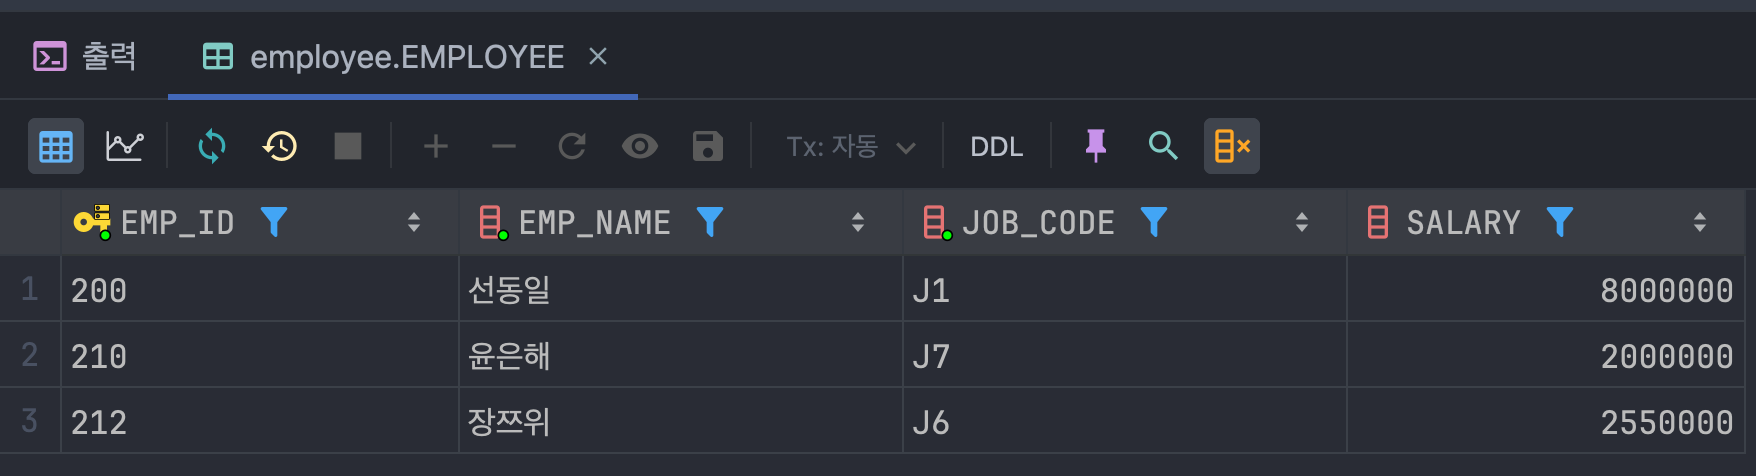 출력 employee.EMPLOYEE
Tx: 자동 DDL
EMP_ID EMP_NAME JOB_CODE SALARY
1 200 선동일 J1 8000000
2 210 윤은해 J7 2000000
3 212 장쯔위 J6 2550000